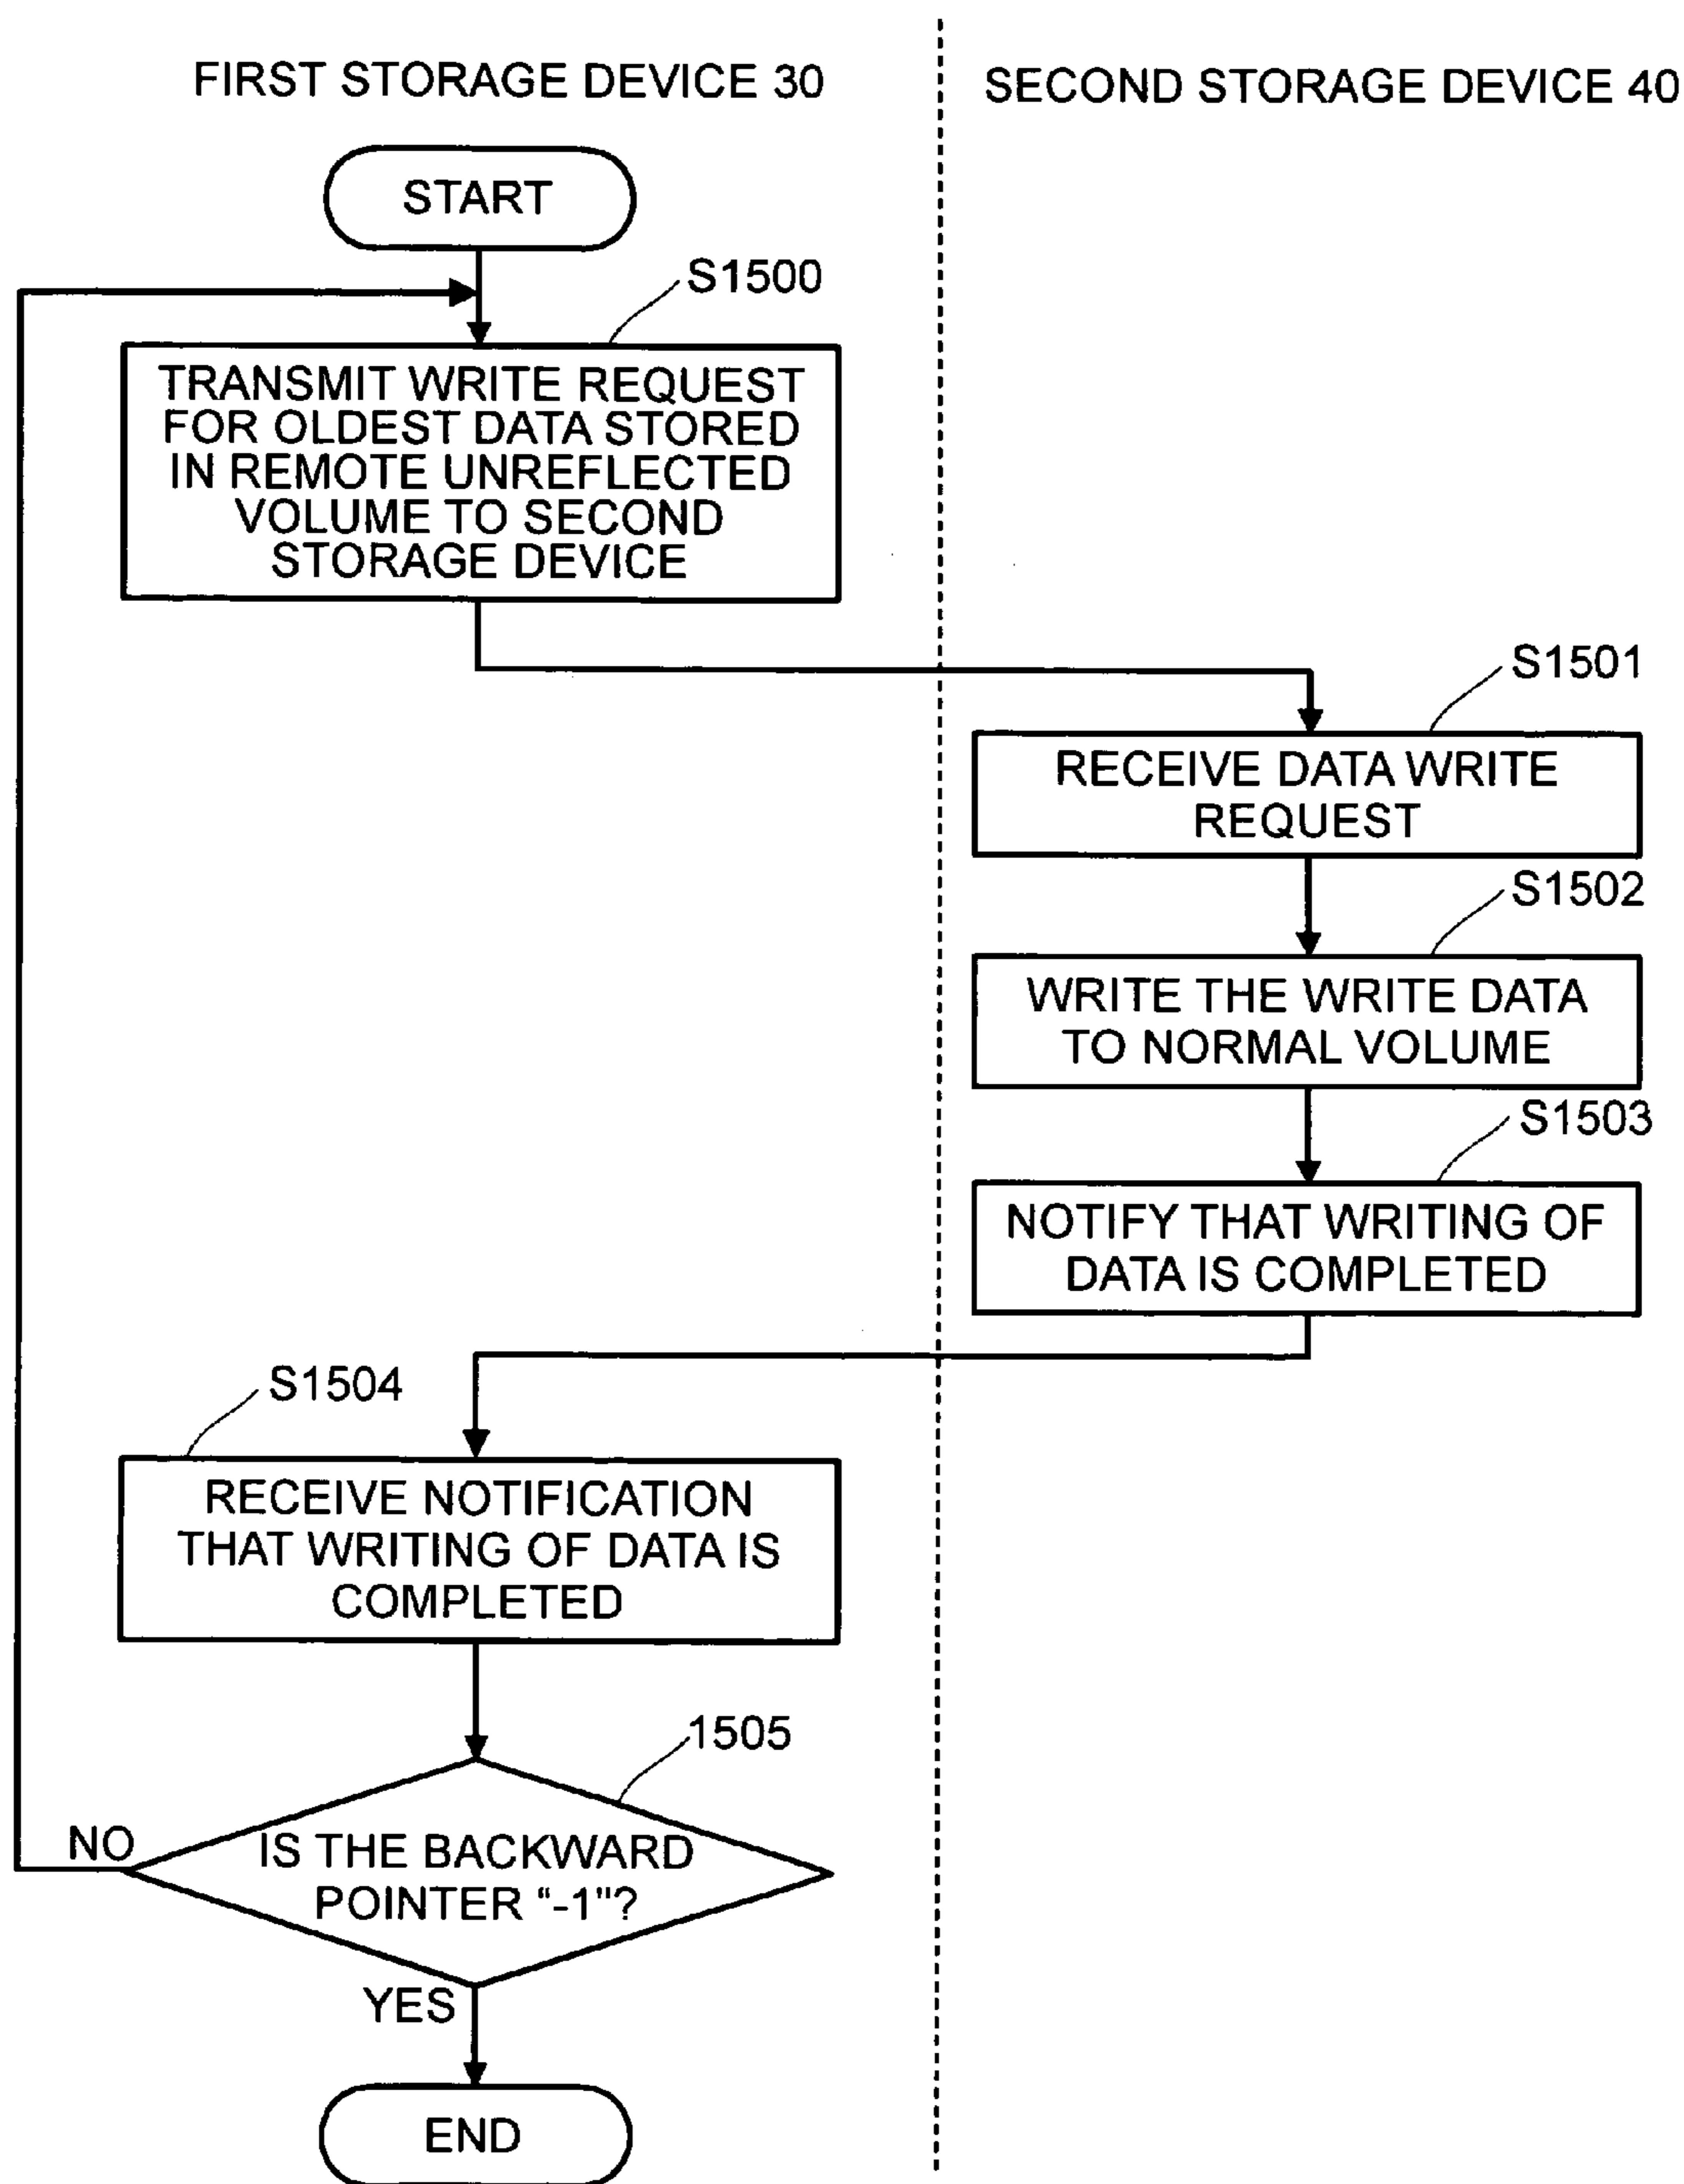 FIRST STORAGE DEVICE 30
SECOND STORAGE DEVICE 40
START
S1500
TRANSMIT WRITE REQUEST
FOR OLDEST DATA STORED
IN REMOTE UNREFLECTED
VOLUME TO SECOND
STORAGE DEVICE
S1501
RECEIVE DATA WRITE
REQUEST
S1502
WRITE THE WRITE DATA
TO NORMAL VOLUME
S1503
NOTIFY THAT WRITING OF
DATA IS COMPLETED
S1504
RECEIVE NOTIFICATION
THAT WRITING OF DATA IS
COMPLETED
1505
NO
IS THE BACKWARD
POINTER “-1”?
YES
END